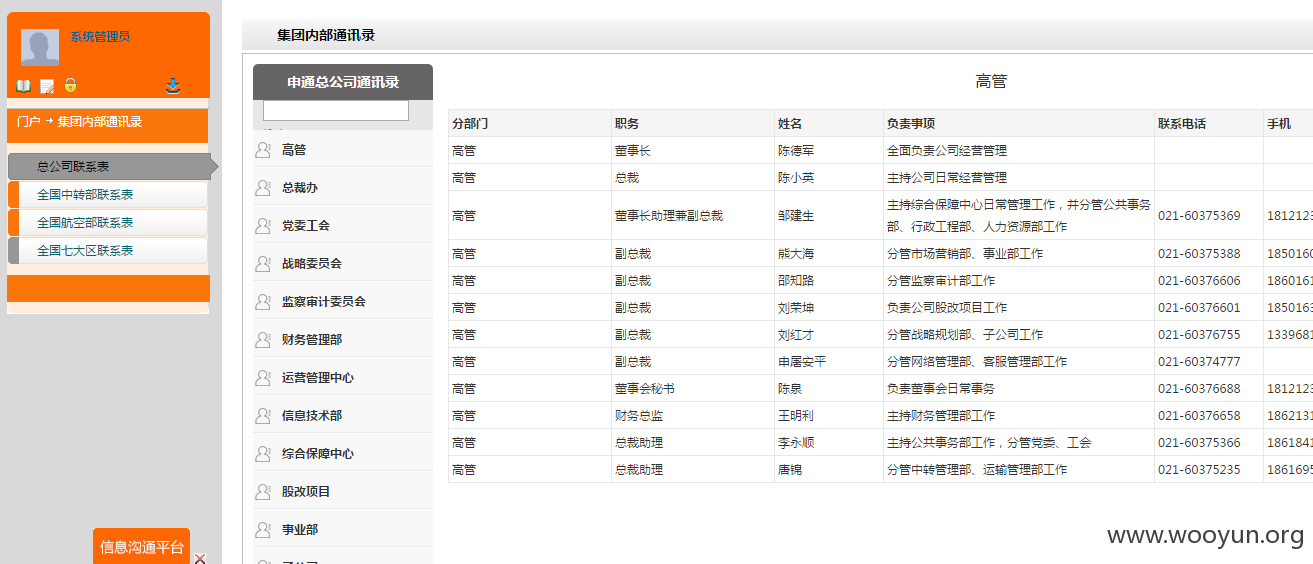 系统管理员
门户 → 集团内部通讯录
总公司联系表
全国中转部联系表
全国航空部联系表
全国七大区联系表
信息沟通平台
集团内部通讯录
申通总公司通讯录
高管
总裁办
党委工会
战略委员会
监察审计委员会
财务管理部
运营管理中心
信息技术部
综合保障中心
股改项目
事业部
高管
分部门 职务 姓名 负责事项 联系电话 手机
高管 董事长 陈德军 全面负责公司经营管理
高管 总裁 陈小英 主持公司日常经营管理
高管 董事长助理兼副总裁 邹建生 主持综合保障中心日常管理工作，并分管公共事务 021-60375369 1812123
部、行政工程部、人力资源部工作
高管 副总裁 熊大海 分管市场营销部、事业部工作 021-60375388 1850160
高管 副总裁 邵知路 分管监察审计部工作 021-60376606 1860161
高管 副总裁 刘荣坤 负责公司股改项目工作 021-60376601 1850163
高管 副总裁 刘红才 分管战略规划部、子公司工作 021-60376755 1339681
高管 副总裁 申屠安平 分管网络管理部、客服管理部工作 021-60374777
高管 董事会秘书 陈泉 负责董事会日常事务 021-60376688 1812123
高管 财务总监 王明利 主持财务管理部工作 021-60376658 1862131
高管 总裁助理 李永顺 主持公共事务部工作，分管党委、工会 021-60375366 1861841
高管 总裁助理 唐锦 分管中转管理部、运输管理部工作 021-60375235 1861695
www.wooyun.org